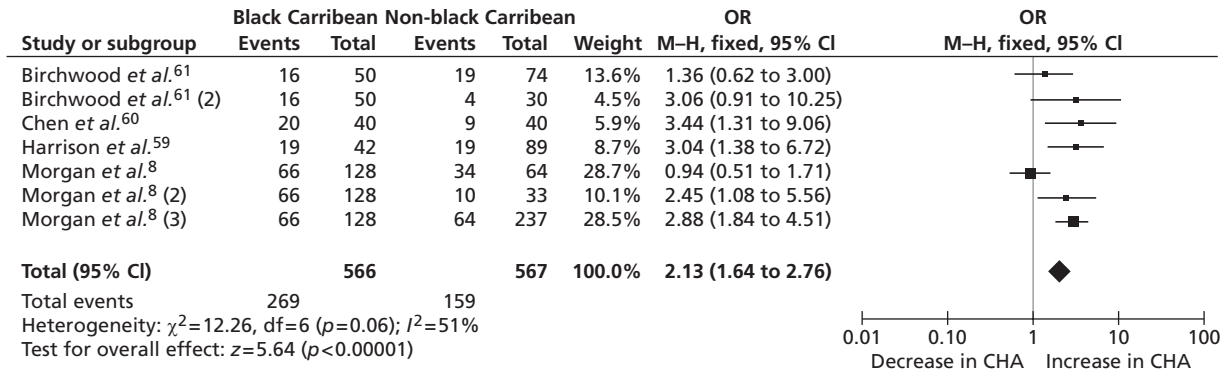 Black Carribean Non-black Carribean OR OR
Study or subgroup Events Total Events Total Weight M–H, fixed, 95% CI M–H, fixed, 95% CI
Birchwood et al.61 16 50 19 74 13.6% 1.36 (0.62 to 3.00)
Birchwood et al.61 (2) 16 50 4 30 4.5% 3.06 (0.91 to 10.25)
Chen et al.60 20 40 9 40 5.9% 3.44 (1.31 to 9.06)
Harrison et al.59 19 42 19 89 8.7% 3.04 (1.38 to 6.72)
Morgan et al.8 66 128 34 64 28.7% 0.94 (0.51 to 1.71)
Morgan et al.8 (2) 66 128 10 33 10.1% 2.45 (1.08 to 5.56)
Morgan et al.8 (3) 66 128 64 237 28.5% 2.88 (1.84 to 4.51)
Total (95% CI) 566 567 100.0% 2.13 (1.64 to 2.76)
Total events 269 159
Heterogeneity: χ2=12.26, df=6 (p=0.06); I2=51%
Test for overall effect: z=5.64 (p<0.00001)
0.01 0.10 1 10 100
Decrease in CHA Increase in CHA